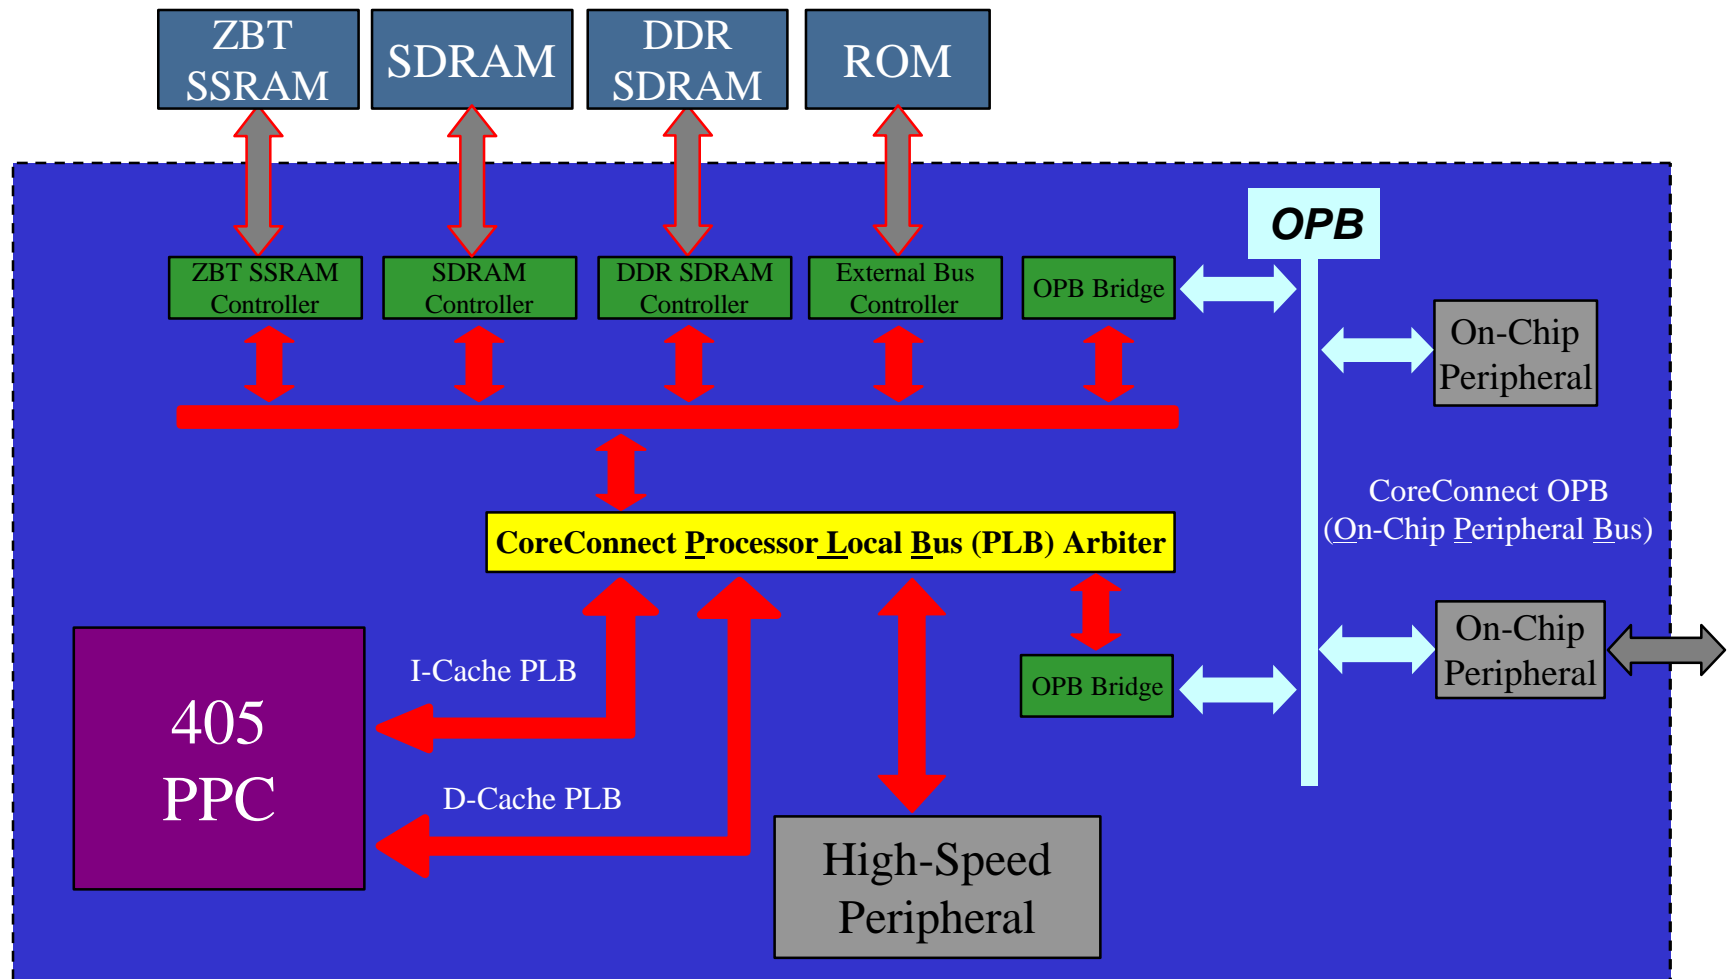 ZBT
SSRAM
SDRAM
DDR
SDRAM
ROM
OPB
ZBT SSRAM
Controller
SDRAM
Controller
DDR SDRAM
Controller
External Bus
Controller
OPB Bridge
On-Chip
Peripheral
CoreConnect OPB
(On-Chip Peripheral Bus)
CoreConnect Processor Local Bus (PLB) Arbiter
On-Chip
Peripheral
I-Cache PLB
OPB Bridge
405
PPC
D-Cache PLB
High-Speed
Peripheral